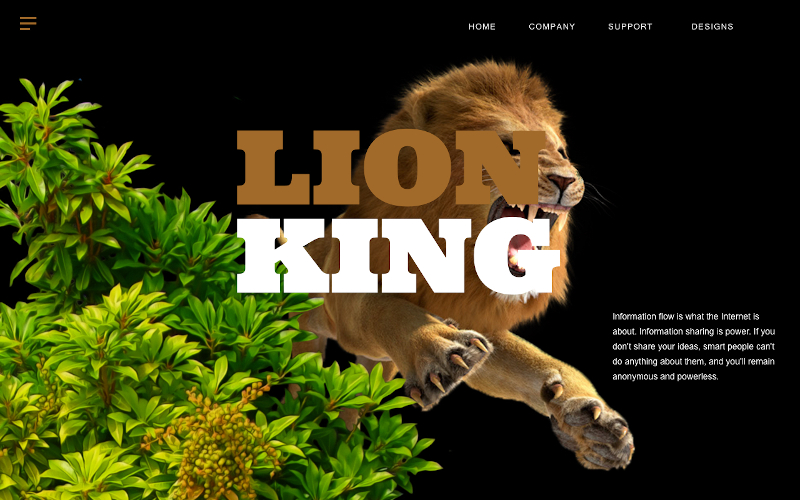 HOME COMPANY SUPPORT DESIGNS
LION
KING
Information flow is what the Internet is
about. Information sharing is power. If you
don't share your ideas, smart people can't
do anything about them, and you'll remain
anonymous and powerless.